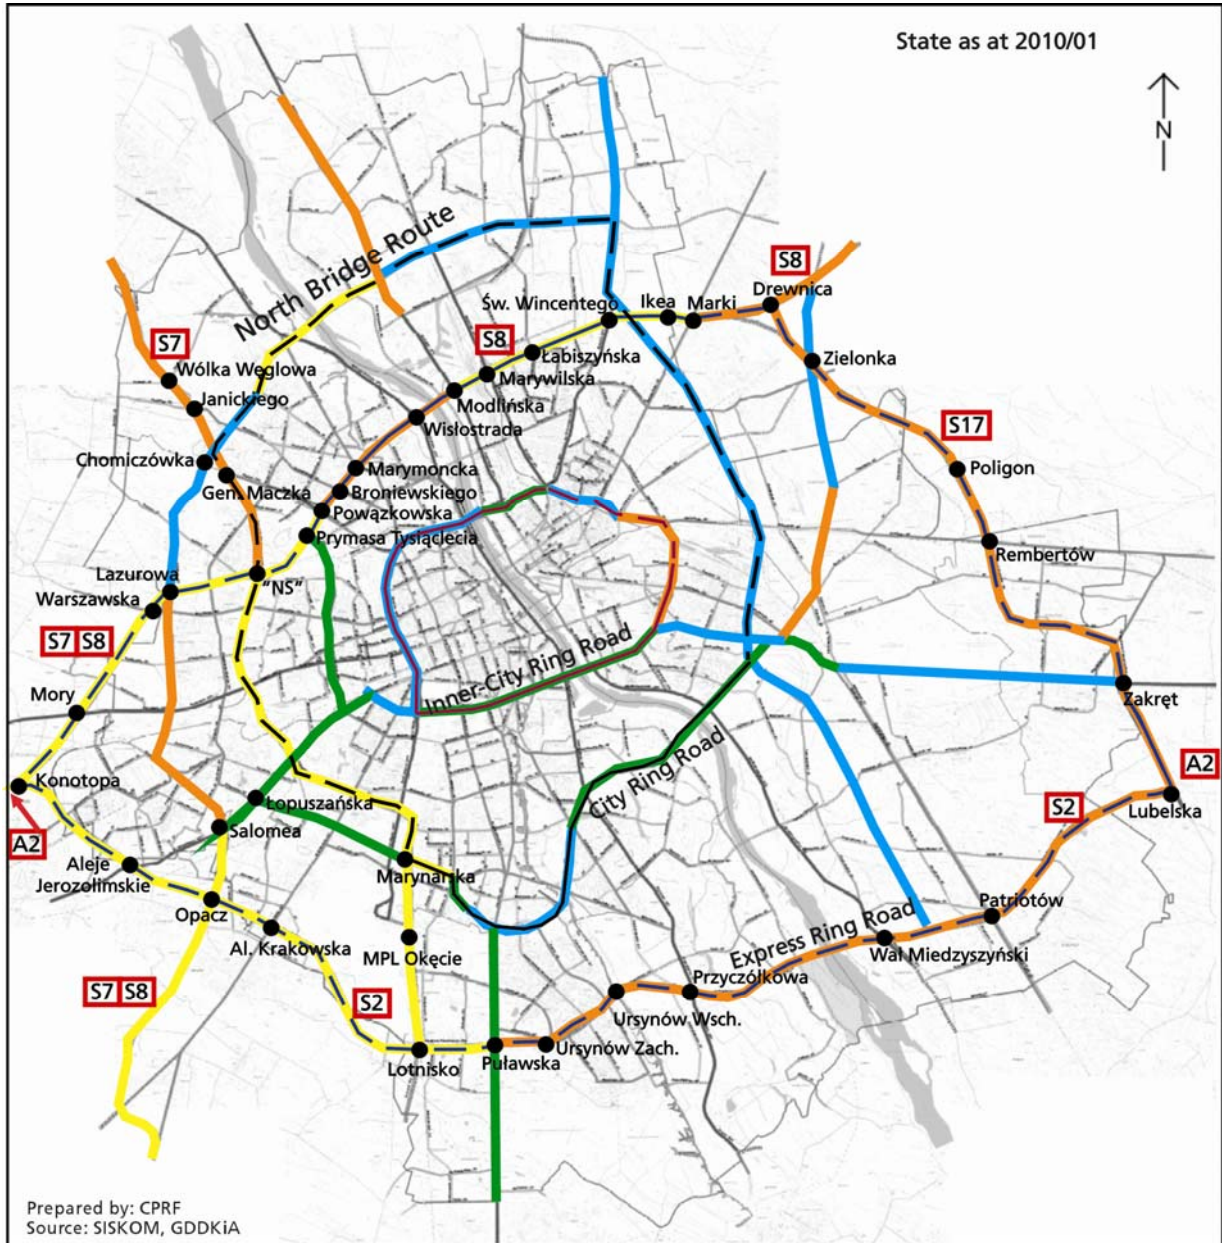 State as at 2010/01
N
North Bridge Route
S8
Drewnica
Św. Wincentego
Ikea
Marki
S7
S8
Łabiszyńska
Zielonka
Wólka Węglowa
Marywilska
Janickiego
Modlińska
Wisłostrada
S17
Chomiczówka
Marymoncka
Poligon
Gen. Maczka
Broniewskiego
Powązkowska
Prymasa Tysiąclecia
Rembertów
Lazurowa
"NS"
Warszawska
S7 S8
Inner-City Ring Road
Mory
Zakręt
City Ring Road
Konotopa
A2
Łopuszańska
S2
Lubelska
Salomea
A2
Aleje
Jerozolimskie
Marynarska
Opacz
Patriotów
Express Ring Road
Al. Krakowska
MPL Okęcie
Wał Miedzyszyński
Przyczółkowa
S7 S8
S2
Ursynów Wsch.
Lotnisko
Puławska
Ursynów Zach.
Prepared by: CPRF
Source: SISKOM, GDDKiA